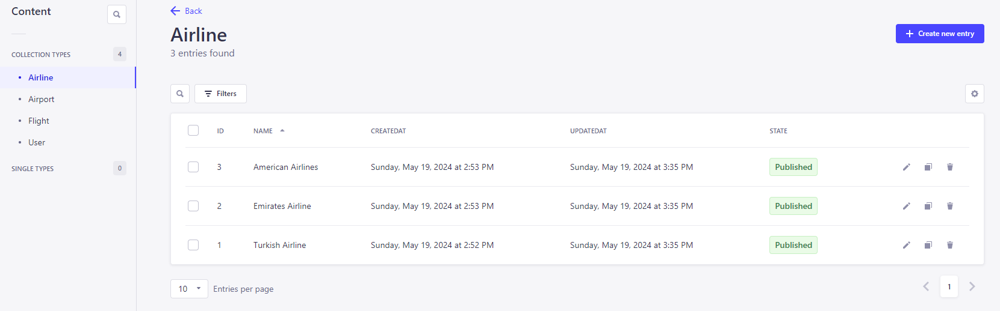 Content
COLLECTION TYPES 4
Airline
Airport
Flight
User
SINGLE TYPES 0
Back
Airline
3 entries found
Create new entry
Filters
ID NAME CREATEDAT UPDATEDAT STATE
3 American Airlines Sunday, May 19, 2024 at 2:53 PM Sunday, May 19, 2024 at 3:35 PM Published
2 Emirates Airline Sunday, May 19, 2024 at 2:53 PM Sunday, May 19, 2024 at 3:35 PM Published
1 Turkish Airline Sunday, May 19, 2024 at 2:52 PM Sunday, May 19, 2024 at 3:35 PM Published
10 Entries per page
1